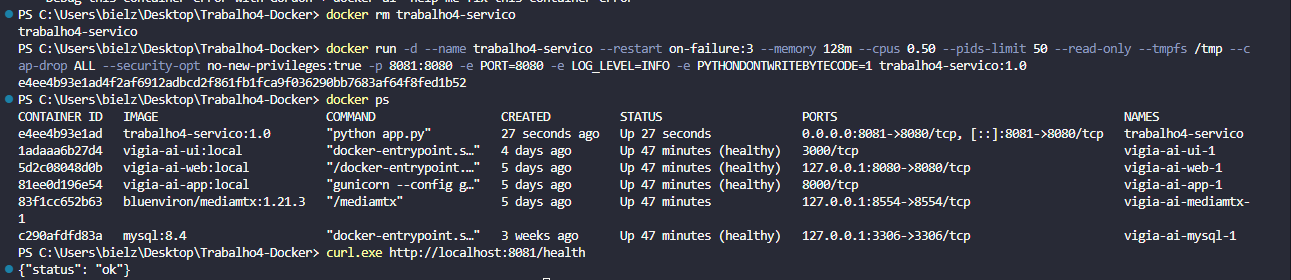 PS C:\Users\bielz\Desktop\Trabalho4-Docker> docker rm trabalho4-servico
trabalho4-servico
PS C:\Users\bielz\Desktop\Trabalho4-Docker> docker run -d --name trabalho4-servico --restart on-failure:3 --memory 128m --cpus 0.50 --pids-limit 50 --read-only --tmpfs /tmp --c
ap-drop ALL --security-opt no-new-privileges:true -p 8081:8080 -e PORT=8080 -e LOG_LEVEL=INFO -e PYTHONDONTWRITEBYTECODE=1 trabalho4-servico:1.0
e4ee4b93e1ad4f2af6912adbcd2f861fb1fca9f036290bb7683af64f8fed1b52
PS C:\Users\bielz\Desktop\Trabalho4-Docker> docker ps
CONTAINER ID   IMAGE                       COMMAND                  CREATED          STATUS                    PORTS                                         NAMES
e4ee4b93e1ad   trabalho4-servico:1.0       "python app.py"          27 seconds ago   Up 27 seconds             0.0.0.0:8081->8080/tcp, [::]:8081->8080/tcp   trabalho4-servico
1adaaa6b27d4   vigia-ai-ui:local           "docker-entrypoint.s…"   4 days ago       Up 47 minutes (healthy)   3000/tcp                                      vigia-ai-ui-1
5d2c08048d0b   vigia-ai-web:local          "/docker-entrypoint.…"   5 days ago       Up 47 minutes (healthy)   127.0.0.1:8080->8080/tcp                      vigia-ai-web-1
81ee0d196e54   vigia-ai-app:local          "gunicorn --config g…"   5 days ago       Up 47 minutes (healthy)   8000/tcp                                      vigia-ai-app-1
83f1cc652b63   bluenviron/mediamtx:1.21.3   "/mediamtx"              5 days ago       Up 47 minutes             127.0.0.1:8554->8554/tcp                      vigia-ai-mediamtx-
1
c290afdfd83a   mysql:8.4                   "docker-entrypoint.s…"   3 weeks ago      Up 47 minutes (healthy)   127.0.0.1:3306->3306/tcp                      vigia-ai-mysql-1
PS C:\Users\bielz\Desktop\Trabalho4-Docker> curl.exe http://localhost:8081/health
{"status": "ok"}